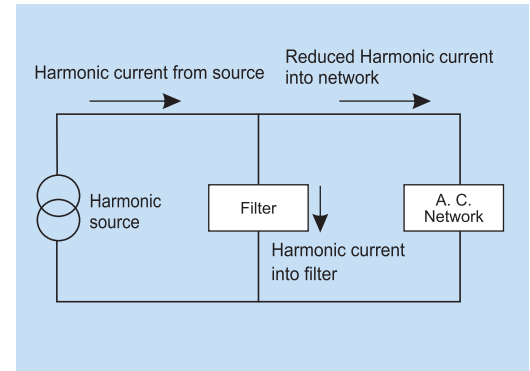 Harmonic current from source
Reduced Harmonic current
into network
Harmonic
source
Filter
A. C.
Network
Harmonic current
into filter